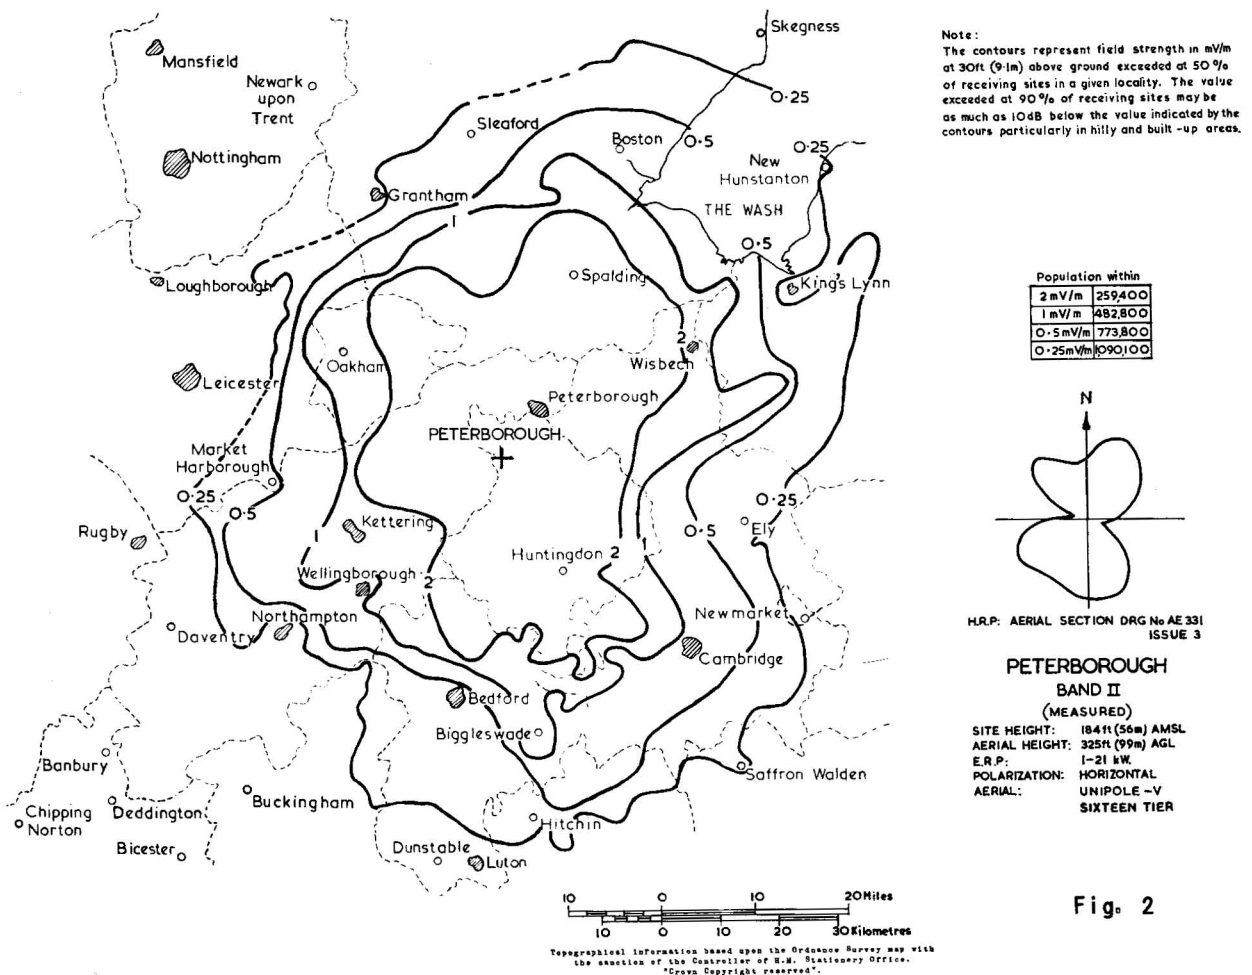 Skegness
Mansfield
Newark
upon
Trent
Sleaford
0·25
Boston
0·5
0·25
New
Hunstanton
Nottingham
Grantham
THE WASH
1
0·5
Loughborough
Spalding
King's Lynn
2
Wisbech
Oakham
Leicester
Peterborough
PETERBOROUGH
Market
Harborough
0·25
0·5
0·25
Rugby
Kettering
0·5
Ely
1
Huntingdon
2
1
Wellingborough
2
Newmarket
Northampton
Daventry
Cambridge
Bedford
Biggleswade
Banbury
Saffron Walden
Chipping
Norton
Deddington
Buckingham
Hitchin
Bicester
Dunstable
Luton
Note:
The contours represent field strength in mV/m
at 30ft (9·1m) above ground exceeded at 50%
of receiving sites in a given locality. The value
exceeded at 90% of receiving sites may be
as much as 10dB below the value indicated by the
contours particularly in hilly and built-up areas.
Population within
2 mV/m 259,400
1 mV/m 482,800
0·5mV/m 773,800
0·25mV/m 1,090,100
N
H.R.P: AERIAL SECTION DRG No AE 331
ISSUE 3
PETERBOROUGH
BAND II
(MEASURED)
SITE HEIGHT: 184ft (56m) AMSL
AERIAL HEIGHT: 325ft (99m) AGL
E.R.P: 1-21 kW.
POLARIZATION: HORIZONTAL
AERIAL: UNIPOLE-V
SIXTEEN TIER
10 0 10 20 Miles
10 0 10 20 30 Kilometres
Topographical information based upon the Ordnance Survey map with
the sanction of the Controller of H.M. Stationery Office.
"Crown Copyright reserved".
Fig. 2